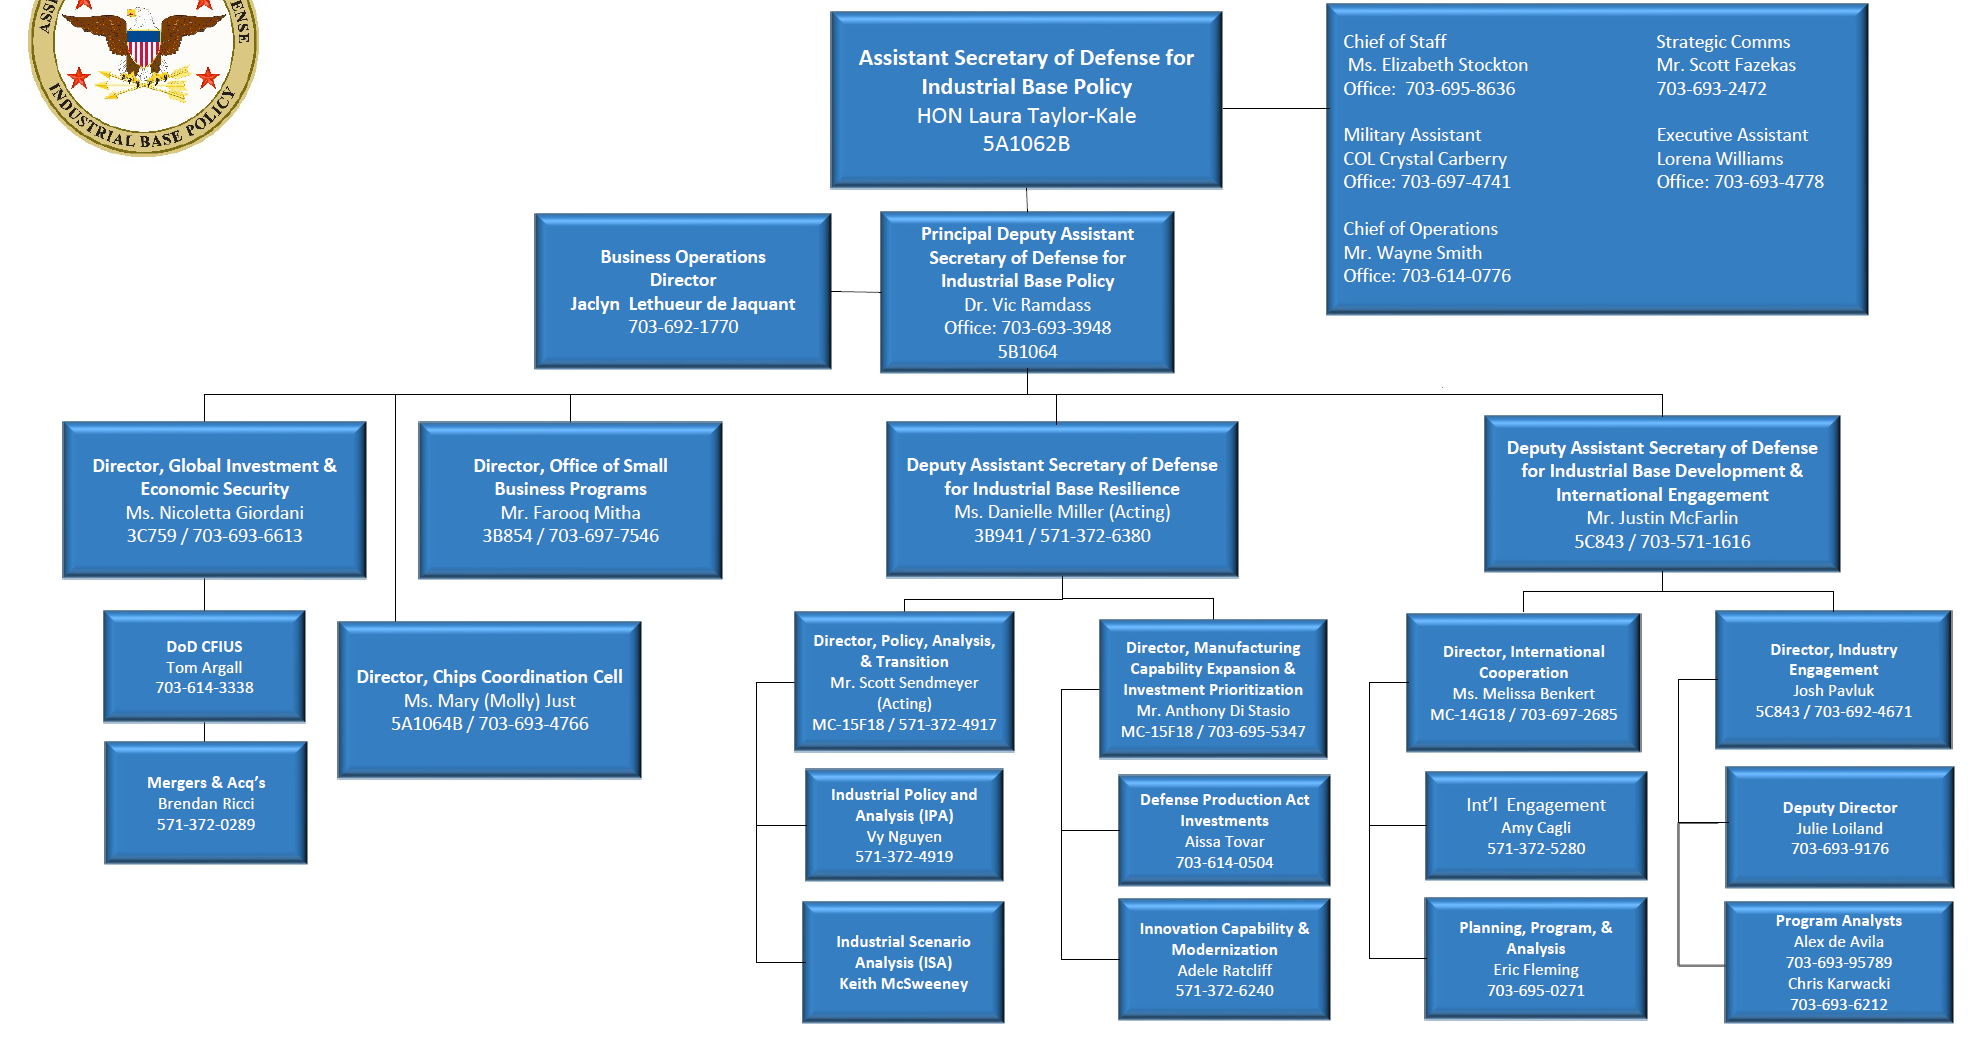 ASSI
ENSE
INDUSTRIAL BASE POLICY
Assistant Secretary of Defense for
Industrial Base Policy
HON Laura Taylor-Kale
5A1062B
Chief of Staff
Ms. Elizabeth Stockton
Office:  703-695-8636
Military Assistant
COL Crystal Carberry
Office: 703-697-4741
Chief of Operations
Mr. Wayne Smith
Office: 703-614-0776
Strategic Comms
Mr. Scott Fazekas
703-693-2472
Executive Assistant
Lorena Williams
Office: 703-693-4778
Business Operations
Director
Jaclyn  Lethueur de Jaquant
703-692-1770
Principal Deputy Assistant
Secretary of Defense for
Industrial Base Policy
Dr. Vic Ramdass
Office: 703-693-3948
5B1064
Director, Global Investment &
Economic Security
Ms. Nicoletta Giordani
3C759 / 703-693-6613
Director, Office of Small
Business Programs
Mr. Farooq Mitha
3B854 / 703-697-7546
Deputy Assistant Secretary of Defense
for Industrial Base Resilience
Ms. Danielle Miller (Acting)
3B941 / 571-372-6380
Deputy Assistant Secretary of Defense
for Industrial Base Development &
International Engagement
Mr. Justin McFarlin
5C843 / 703-571-1616
DoD CFIUS
Tom Argall
703-614-3338
Mergers & Acq's
Brendan Ricci
571-372-0289
Director, Chips Coordination Cell
Ms. Mary (Molly) Just
5A1064B / 703-693-4766
Director, Policy, Analysis,
& Transition
Mr. Scott Sendmeyer
(Acting)
MC-15F18 / 571-372-4917
Industrial Policy and
Analysis (IPA)
Vy Nguyen
571-372-4919
Industrial Scenario
Analysis (ISA)
Keith McSweeney
Director, Manufacturing
Capability Expansion &
Investment Prioritization
Mr. Anthony Di Stasio
MC-15F18 / 703-695-5347
Defense Production Act
Investments
Aissa Tovar
703-614-0504
Innovation Capability &
Modernization
Adele Ratcliff
571-372-6240
Director, International
Cooperation
Ms. Melissa Benkert
MC-14G18 / 703-697-2685
Int'l  Engagement
Amy Cagli
571-372-5280
Planning, Program, &
Analysis
Eric Fleming
703-695-0271
Director, Industry
Engagement
Josh Pavluk
5C843 / 703-692-4671
Deputy Director
Julie Loiland
703-693-9176
Program Analysts
Alex de Avila
703-693-95789
Chris Karwacki
703-693-6212